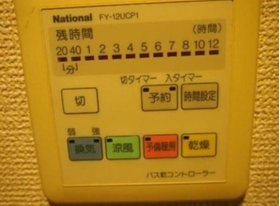 National FY-12UCP1
残時間 (時間)
20 40 1 2 3 4 5 6 7 8 10 12
(分)
切タイマー 入タイマー
切 予約 時間設定
弱 強
換気 涼風 予備暖房 乾燥
バス乾コントローラー